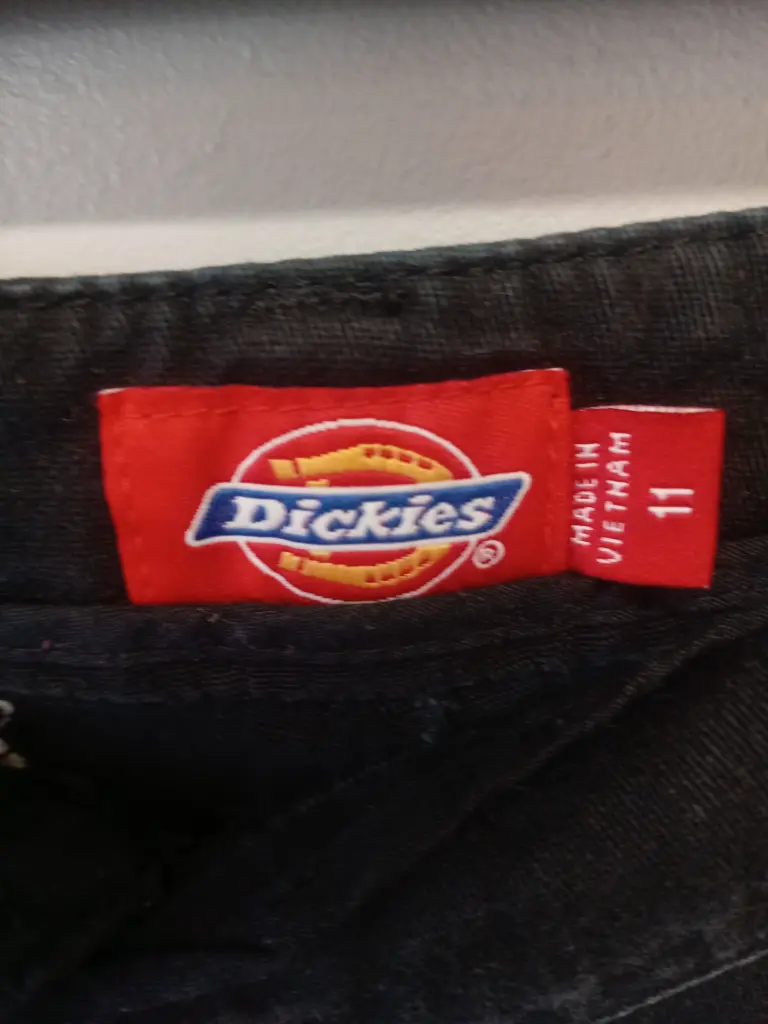 Dickies
®
MADE IN
VIETNAM
11